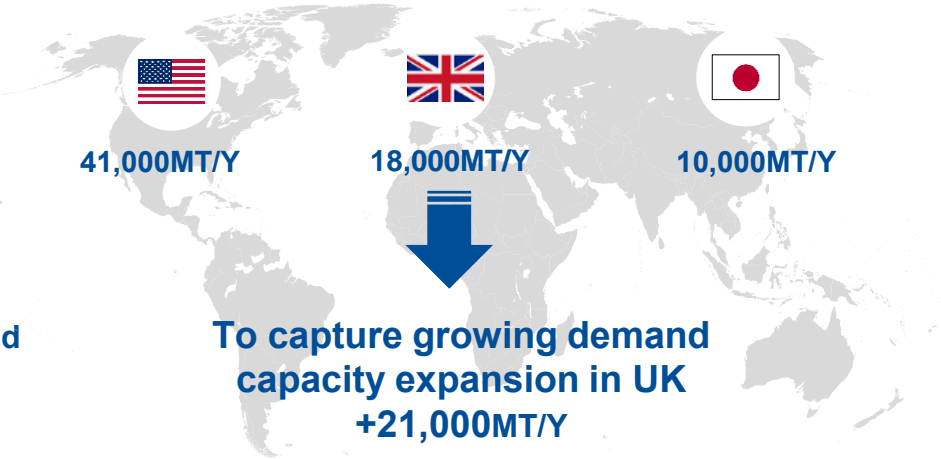 41,000MT/Y
18,000MT/Y
10,000MT/Y
d
To capture growing demand
capacity expansion in UK
+21,000MT/Y